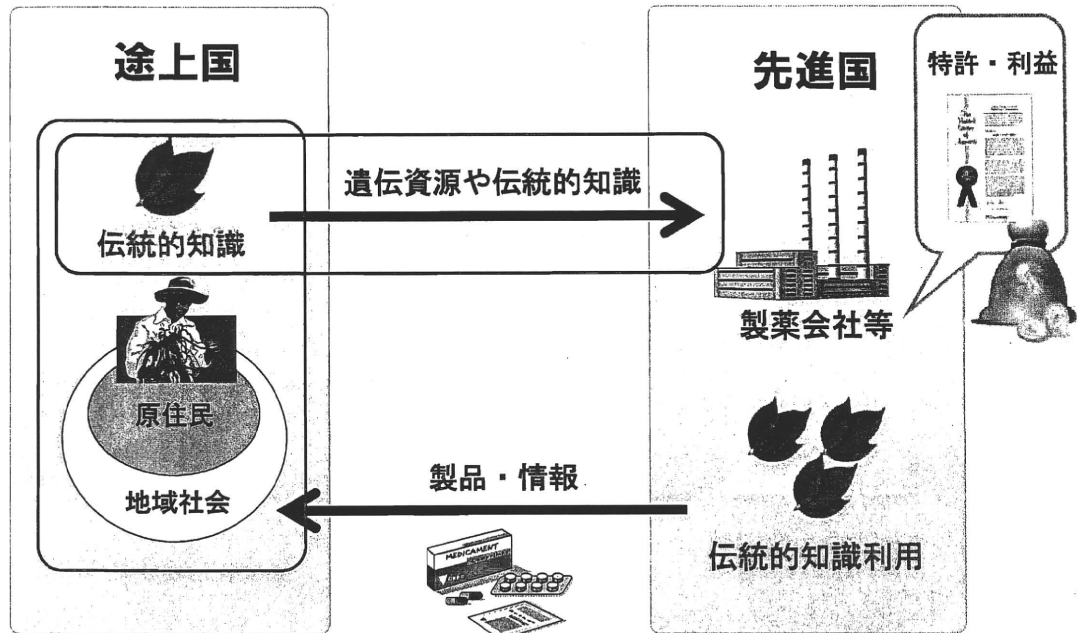 途上国
先進国
特許・利益
遺伝資源や伝統的知識
伝統的知識
製薬会社等
原住民
地域社会
製品・情報
MEDICAMENT
伝統的知識利用